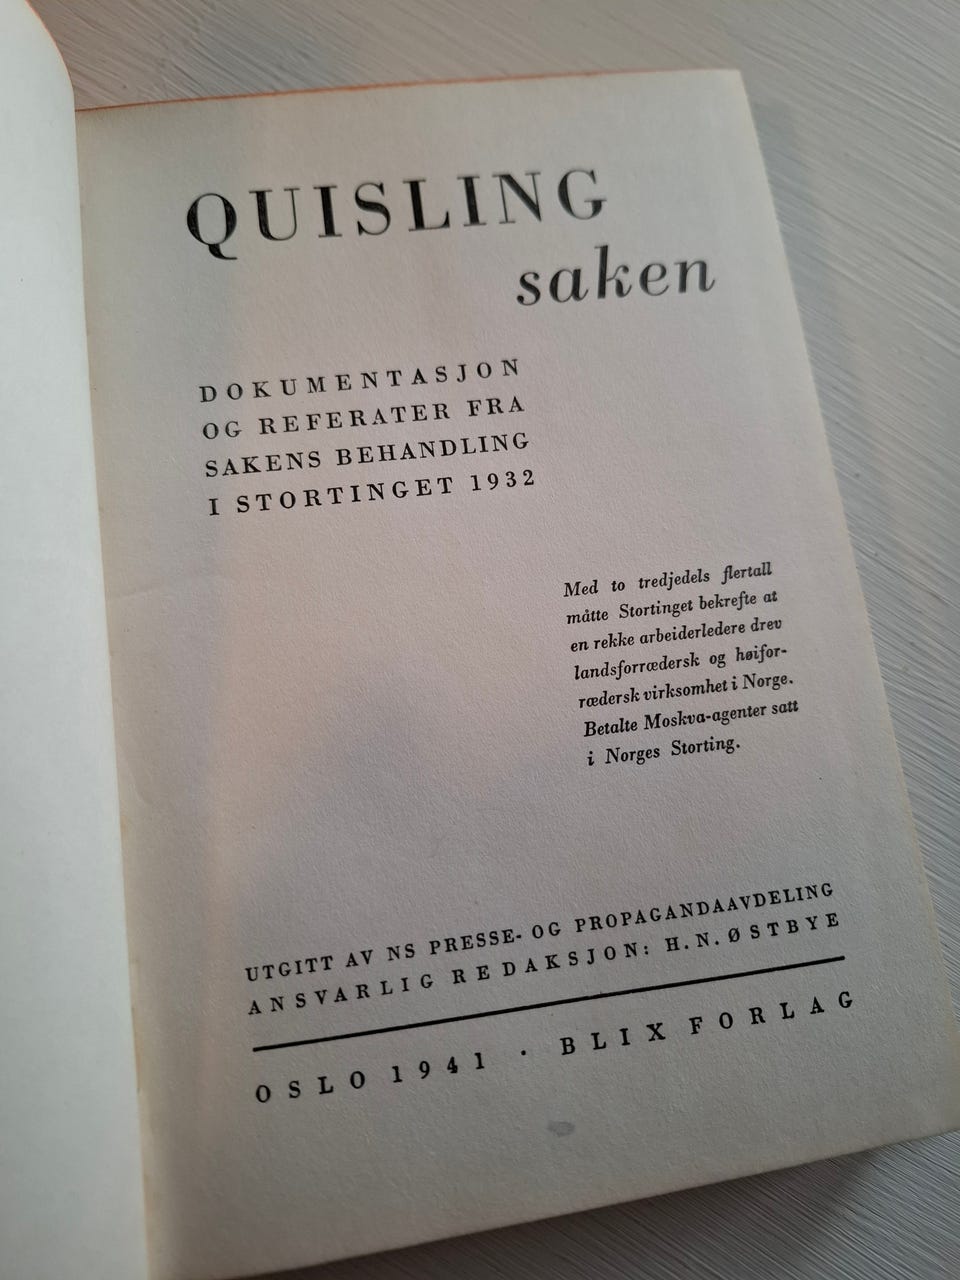 QUISLING
saken
DOKUMENTASJON
OG REFERATER FRA
SAKENS BEHANDLING
I STORTINGET 1932
Med to tredjedels flertall
måtte Stortinget bekrefte at
en rekke arbeiderledere drev
landsforrædersk og høifor-
rædersk virksomhet i Norge.
Betalte Moskva-agenter satt
i Norges Storting.
UTGITT AV NS PRESSE- OG PROPAGANDAAVDELING
ANSVARLIG REDAKSJON: H. N. ØSTBYE
OSLO 1941 · BLIX FORLAG